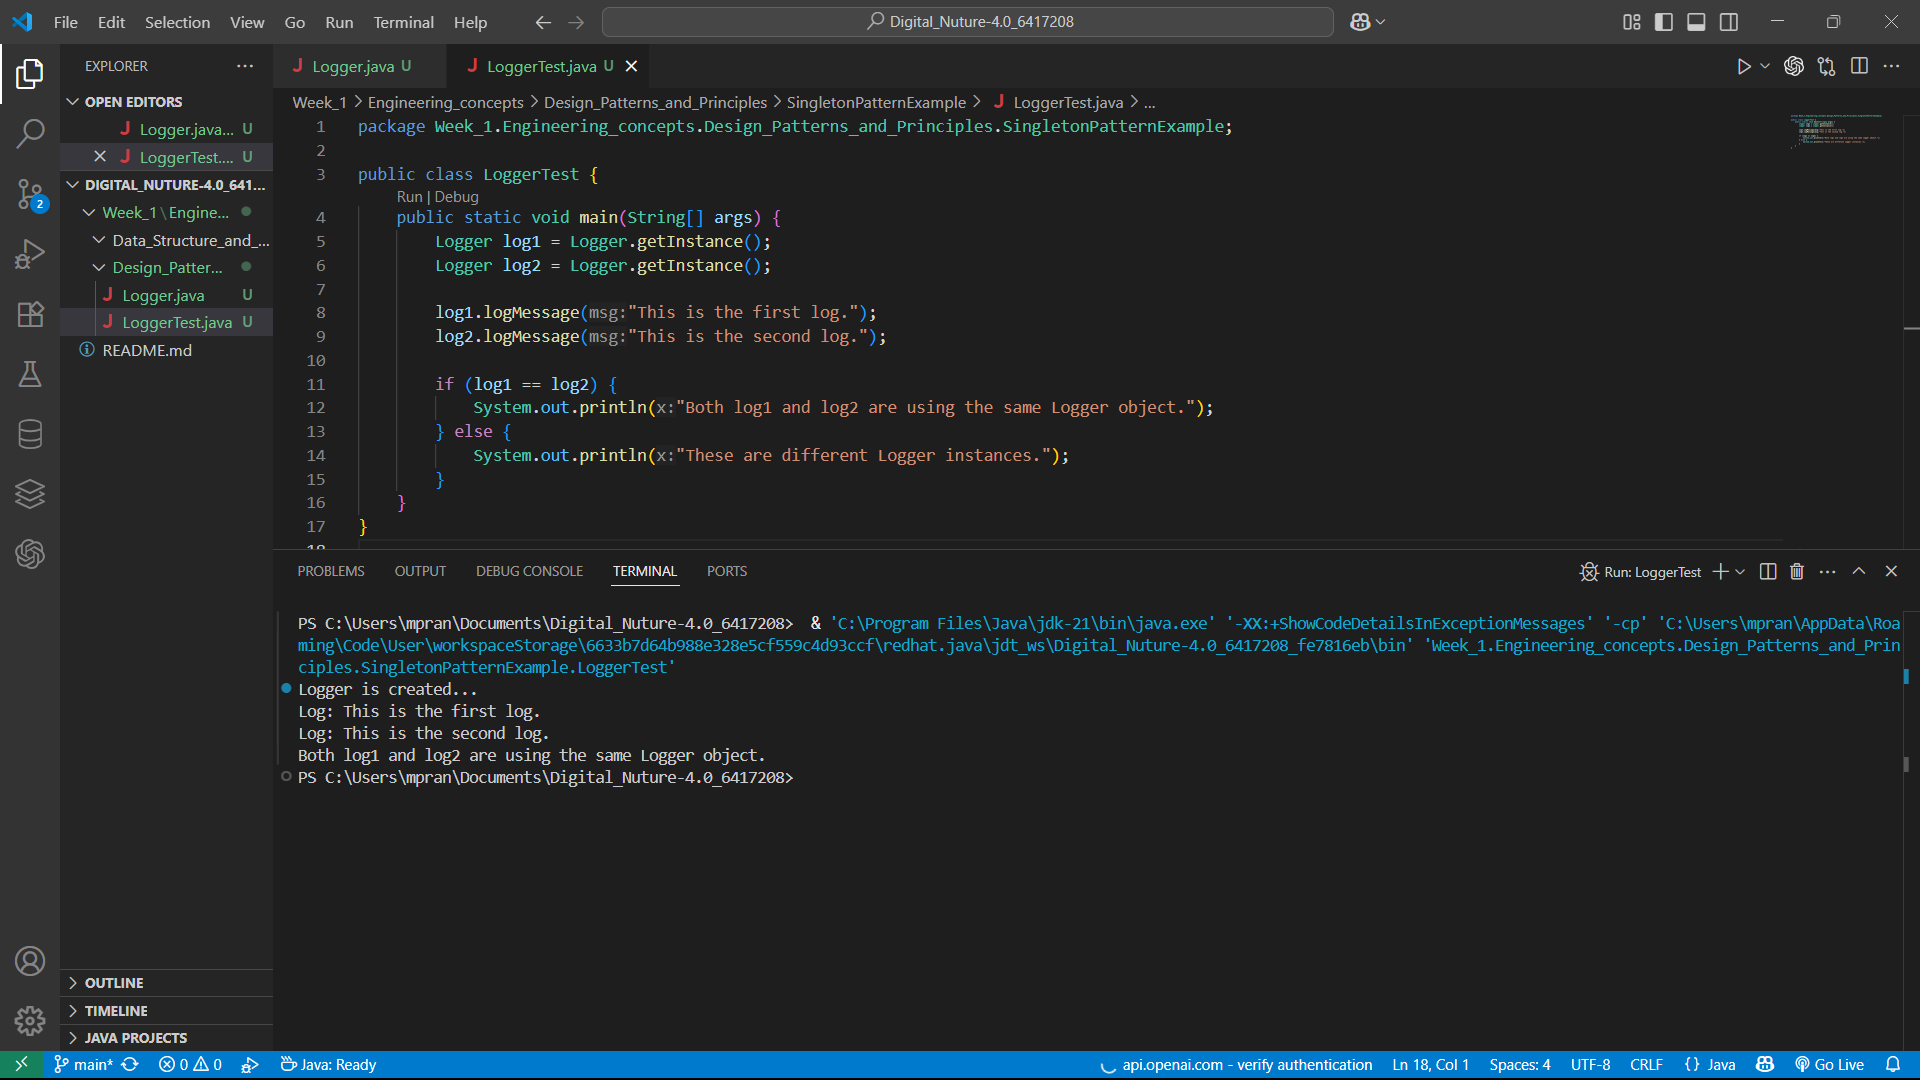 File Edit Selection View Go Run Terminal Help
Digital_Nuture-4.0_6417208
EXPLORER
OPEN EDITORS
Logger.java... U
LoggerTest.... U
DIGITAL_NUTURE-4.0_641...
Week_1\Engine...
Data_Structure_and_...
Design_Patter...
Logger.java U
LoggerTest.java U
README.md
OUTLINE
TIMELINE
JAVA PROJECTS
2
Logger.java U
LoggerTest.java U
Week_1 > Engineering_concepts > Design_Patterns_and_Principles > SingletonPatternExample > LoggerTest.java > ...
1 package Week_1.Engineering_concepts.Design_Patterns_and_Principles.SingletonPatternExample;
2
3 public class LoggerTest {
Run | Debug
4 public static void main(String[] args) {
5 Logger log1 = Logger.getInstance();
6 Logger log2 = Logger.getInstance();
7
8 log1.logMessage(msg:"This is the first log.");
9 log2.logMessage(msg:"This is the second log.");
10
11 if (log1 == log2) {
12 System.out.println(x:"Both log1 and log2 are using the same Logger object.");
13 } else {
14 System.out.println(x:"These are different Logger instances.");
15 }
16 }
17 }
18
PROBLEMS OUTPUT DEBUG CONSOLE TERMINAL PORTS
Run: LoggerTest
PS C:\Users\mpran\Documents\Digital_Nuture-4.0_6417208> & 'C:\Program Files\Java\jdk-21\bin\java.exe' '-XX:+ShowCodeDetailsInExceptionMessages' '-cp' 'C:\Users\mpran\AppData\Roa
ming\Code\User\workspaceStorage\6633b7d64b988e328e5cf559c4d93ccf\redhat.java\jdt_ws\Digital_Nuture-4.0_6417208_fe7816eb\bin' 'Week_1.Engineering_concepts.Design_Patterns_and_Prin
ciples.SingletonPatternExample.LoggerTest'
Logger is created...
Log: This is the first log.
Log: This is the second log.
Both log1 and log2 are using the same Logger object.
PS C:\Users\mpran\Documents\Digital_Nuture-4.0_6417208>
main* 0 0 Java: Ready api.openai.com - verify authentication Ln 18, Col 1 Spaces: 4 UTF-8 CRLF {} Java Go Live